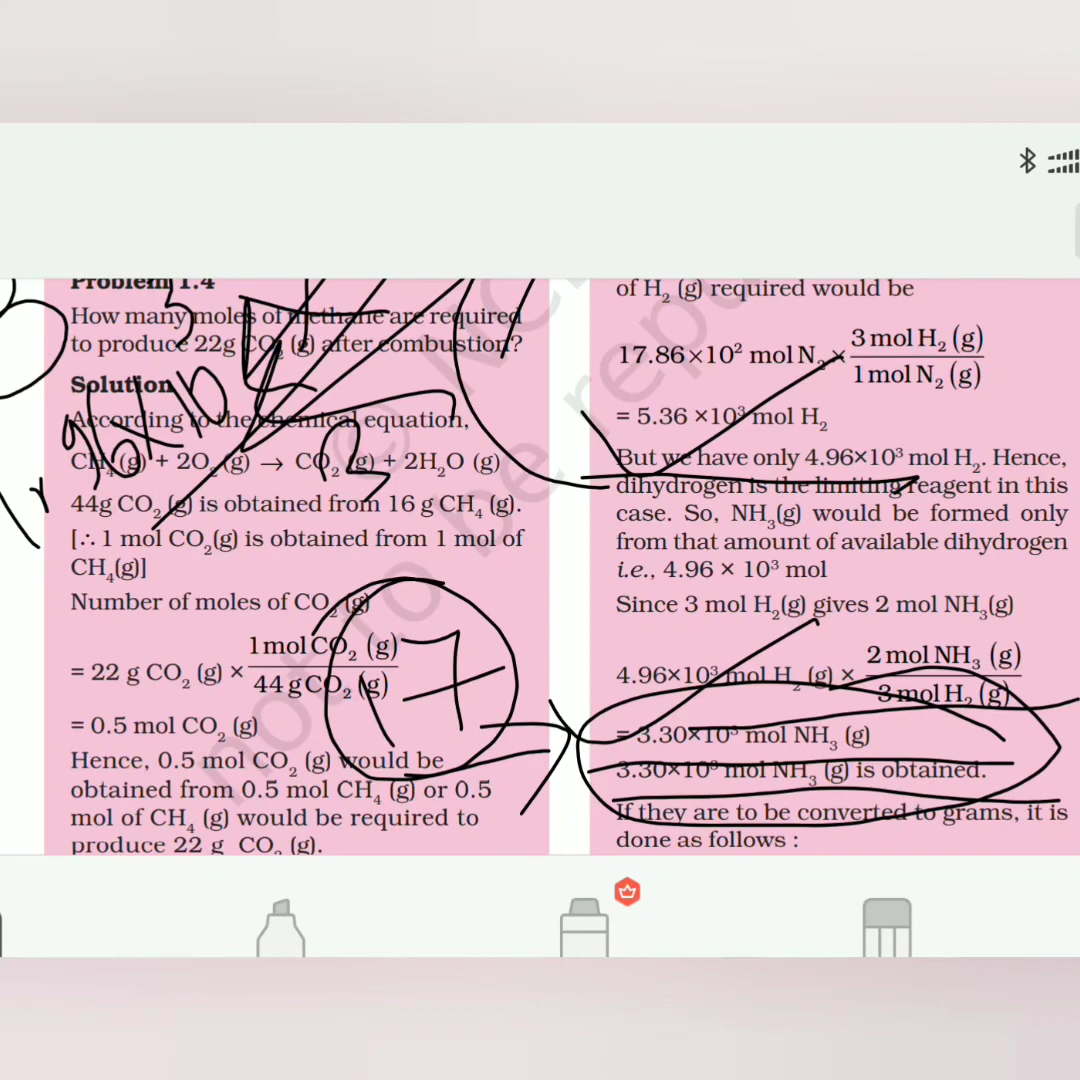 Problem 1.4
How many moles of methane are required
to produce 22g CO₂ (g) after combustion?
Solution
According to the chemical equation,
CH₄ (g) + 2O₂ (g) → CO₂ (g) + 2H₂O (g)
44g CO₂ (g) is obtained from 16 g CH₄ (g).
[∴ 1 mol CO₂(g) is obtained from 1 mol of
CH₄(g)]
Number of moles of CO₂ (g)
= 22 g CO₂ (g) × 1 mol CO₂ (g) / 44 g CO₂ (g)
= 0.5 mol CO₂ (g)
Hence, 0.5 mol CO₂ (g) would be
obtained from 0.5 mol CH₄ (g) or 0.5
mol of CH₄ (g) would be required to
produce 22 g CO₂ (g).
17
of H₂ (g) required would be
17.86×10² mol N₂ × 3 mol H₂ (g) / 1 mol N₂ (g)
= 5.36 ×10³ mol H₂
But we have only 4.96×10³ mol H₂. Hence,
dihydrogen is the limiting reagent in this
case. So, NH₃(g) would be formed only
from that amount of available dihydrogen
i.e., 4.96 × 10³ mol
Since 3 mol H₂(g) gives 2 mol NH₃(g)
4.96×10³ mol H₂ (g) × 2 mol NH₃ (g) / 3 mol H₂ (g)
= 3.30×10³ mol NH₃ (g)
3.30×10³ mol NH₃ (g) is obtained.
If they are to be converted to grams, it is
done as follows :
not to be repu